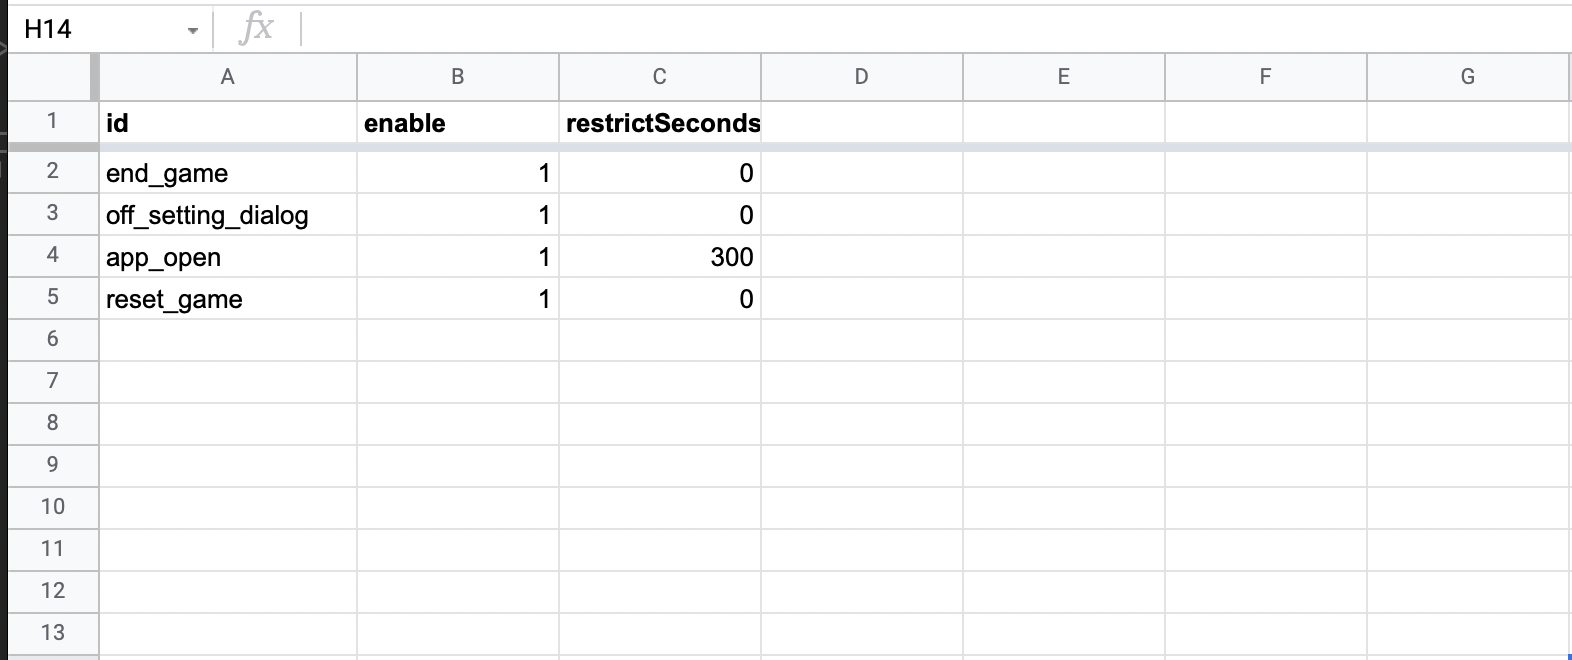 H14 fx
A B C D E F G
1 id enable restrictSeconds
2 end_game 1 0
3 off_setting_dialog 1 0
4 app_open 1 300
5 reset_game 1 0
6
7
8
9
10
11
12
13